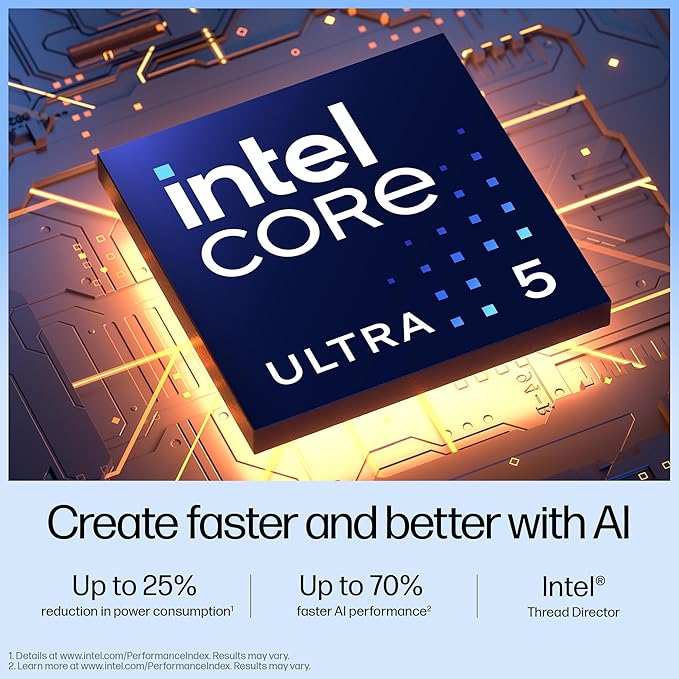 intel
CORE
ULTRA 5
Create faster and better with AI
Up to 25%
reduction in power consumption¹
Up to 70%
faster AI performance²
Intel®
Thread Director
1. Details at www.intel.com/PerformanceIndex. Results may vary.
2. Learn more at www.intel.com/PerformanceIndex. Results may vary.